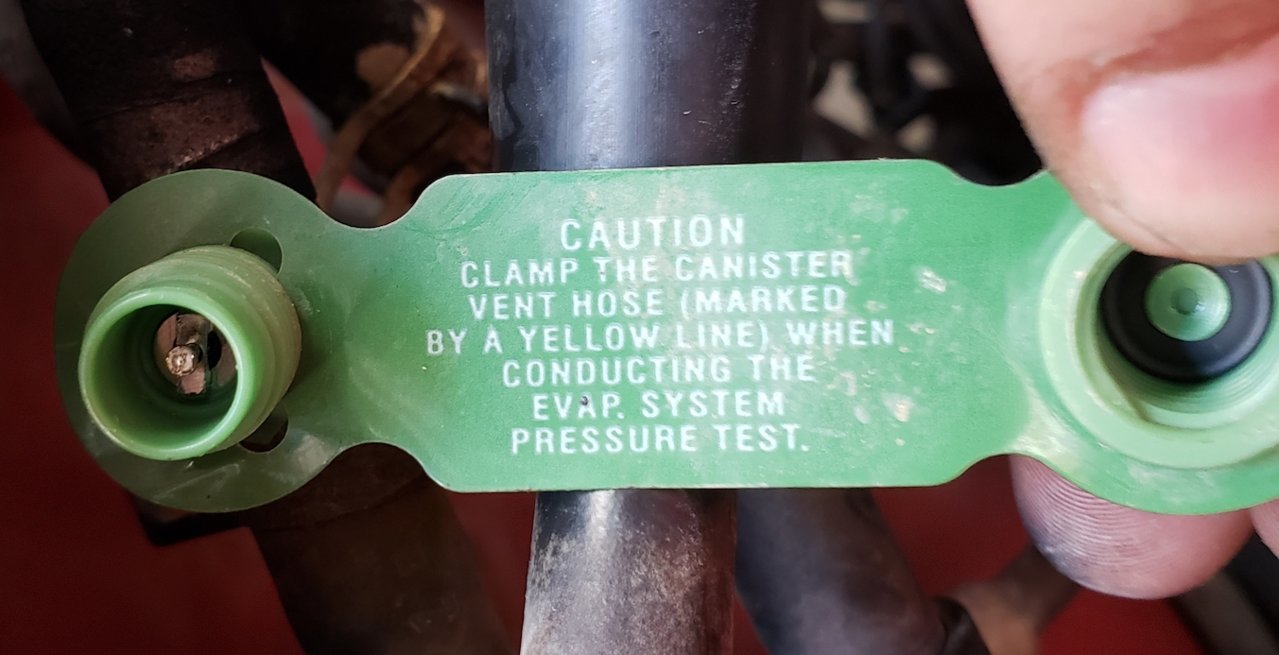 CAUTION
CLAMP THE CANISTER
VENT HOSE (MARKED
BY A YELLOW LINE) WHEN
CONDUCTING THE
EVAP. SYSTEM
PRESSURE TEST.